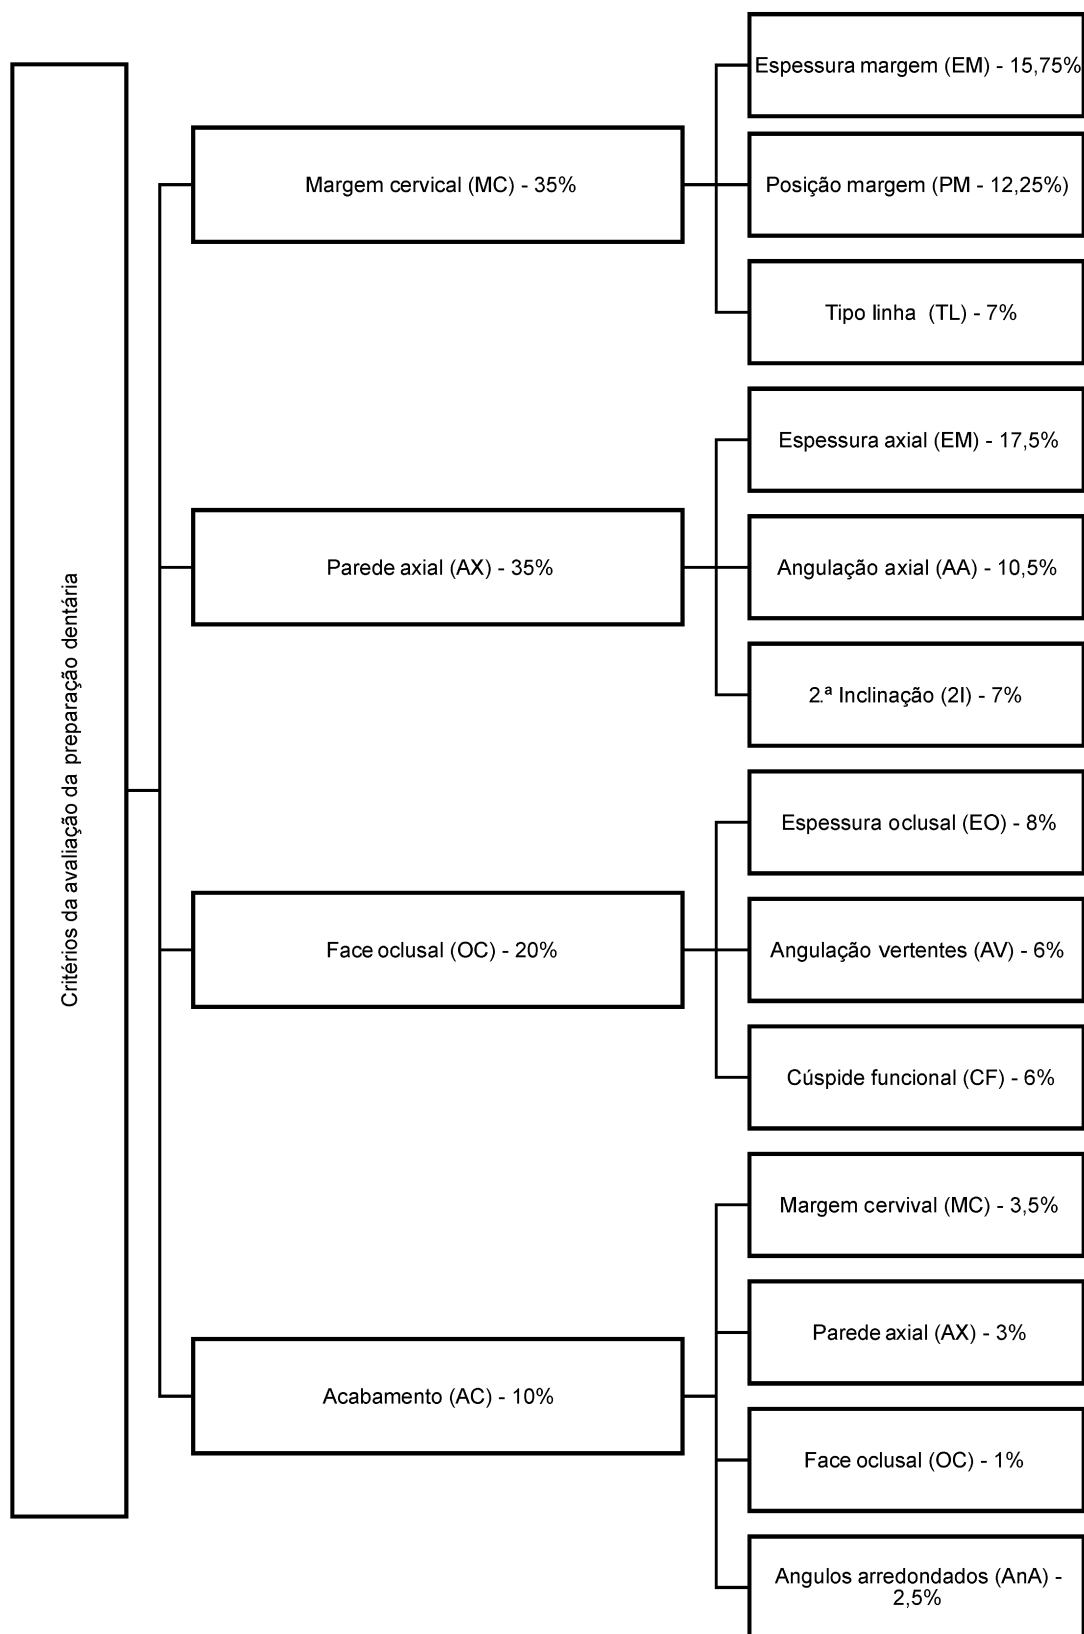 Critérios da avaliação da preparação dentária
Margem cervical (MC) - 35%
Espessura margem (EM) - 15,75%
Posição margem (PM - 12,25%)
Tipo linha (TL) - 7%
Parede axial (AX) - 35%
Espessura axial (EM) - 17,5%
Angulação axial (AA) - 10,5%
2.ª Inclinação (2I) - 7%
Face oclusal (OC) - 20%
Espessura oclusal (EO) - 8%
Angulação vertentes (AV) - 6%
Cúspide funcional (CF) - 6%
Acabamento (AC) - 10%
Margem cervival (MC) - 3,5%
Parede axial (AX) - 3%
Face oclusal (OC) - 1%
Angulos arredondados (AnA) -
2,5%